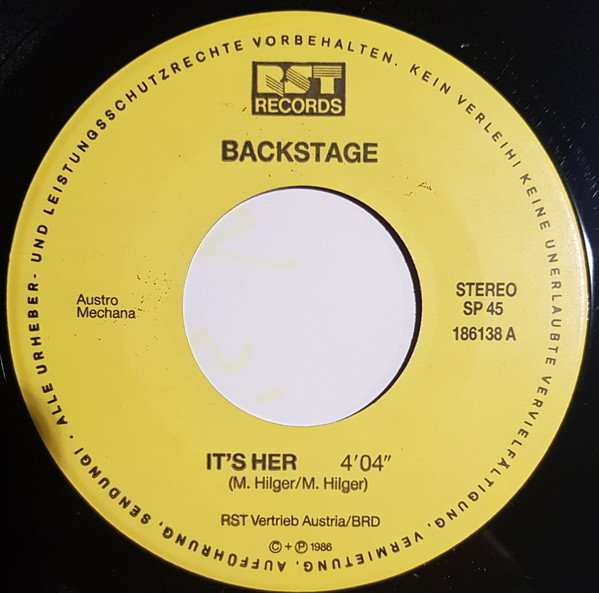 ALLE URHEBER- UND LEISTUNGSSCHUTZRECHTE VORBEHALTEN. KEIN VERLEIH! KEINE UNERLAUBTE VERVIELFÄLTIGUNG, VERMIETUNG, AUFFÜHRUNG, SENDUNG! •
RST
RECORDS
BACKSTAGE
Austro
Mechana
STEREO
SP 45
186138 A
IT'S HER 4'04"
(M. Hilger/M. Hilger)
RST Vertrieb Austria/BRD
© + ℗ 1986